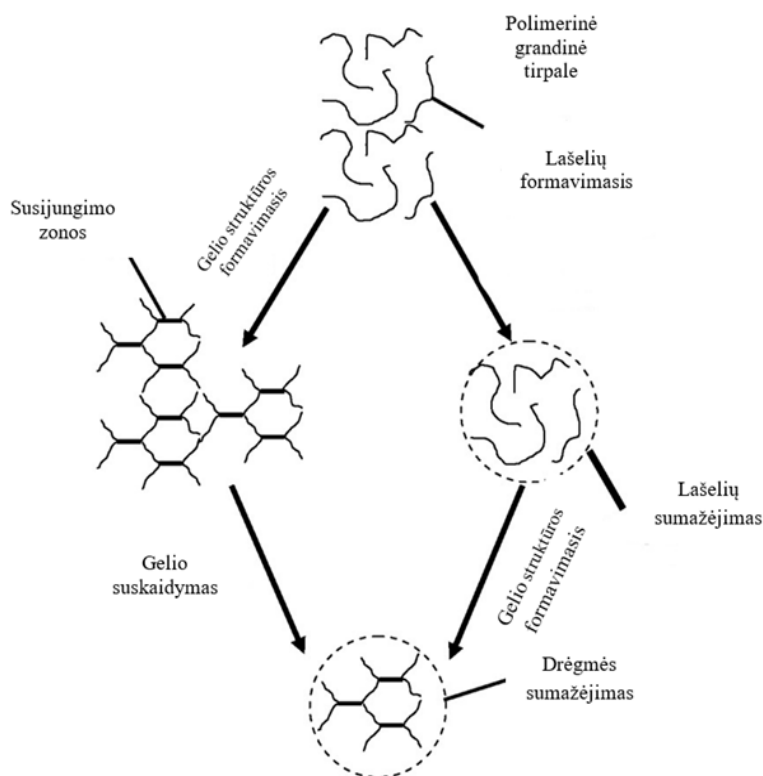 Polimerinė
grandinė
tirpale
Lašelių
formavimasis
Susijungimo
zonos
Gelio struktūros
formavimasis
Lašelių
sumažėjimas
Gelio
suskaidymas
Gelio struktūros
formavimasis
Drėgmės
sumažėjimas